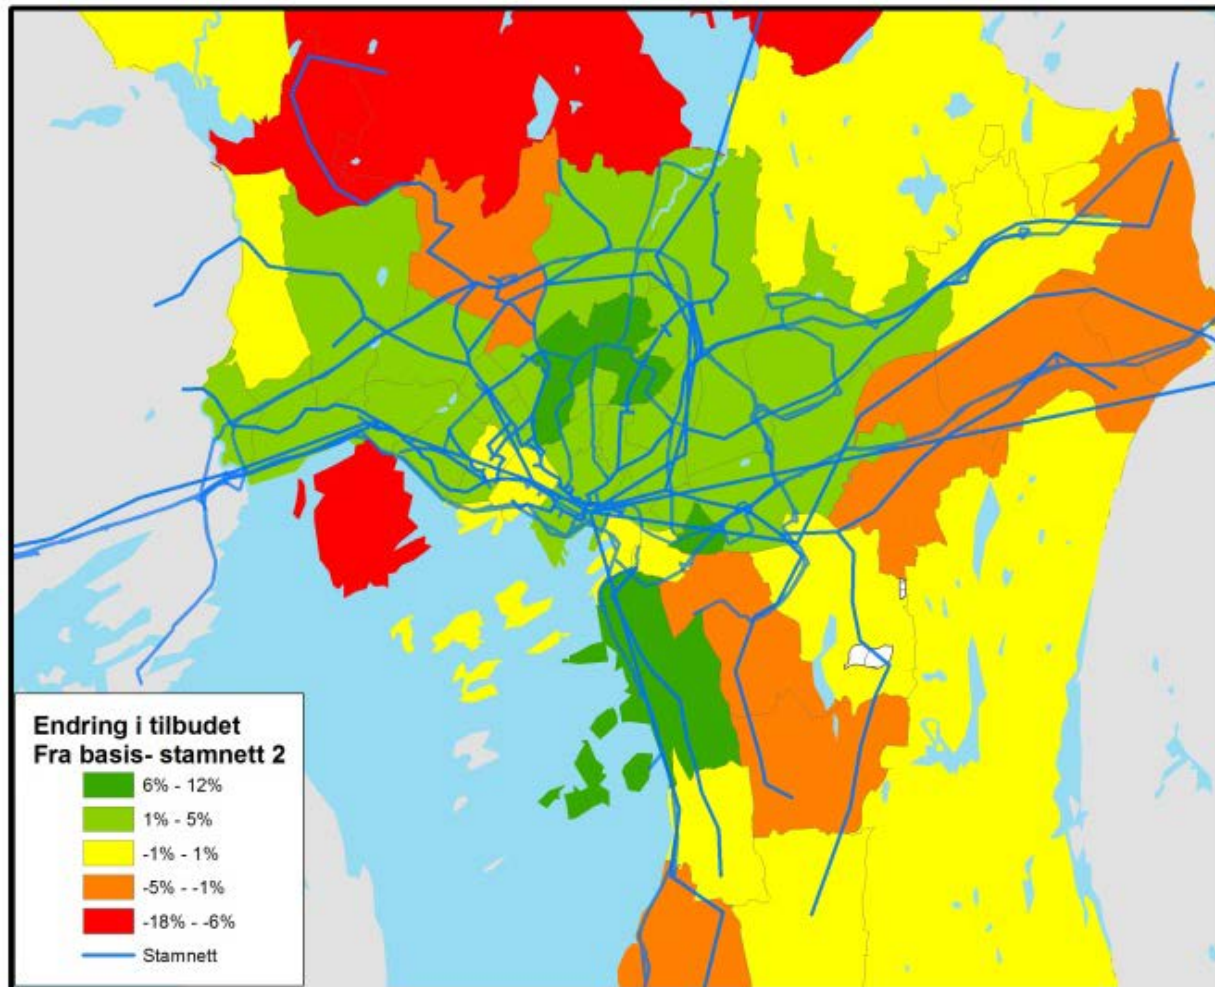 Endring i tilbudet
Fra basis- stamnett 2
6% - 12%
1% - 5%
-1% - 1%
-5% - -1%
-18% - -6%
Stamnett